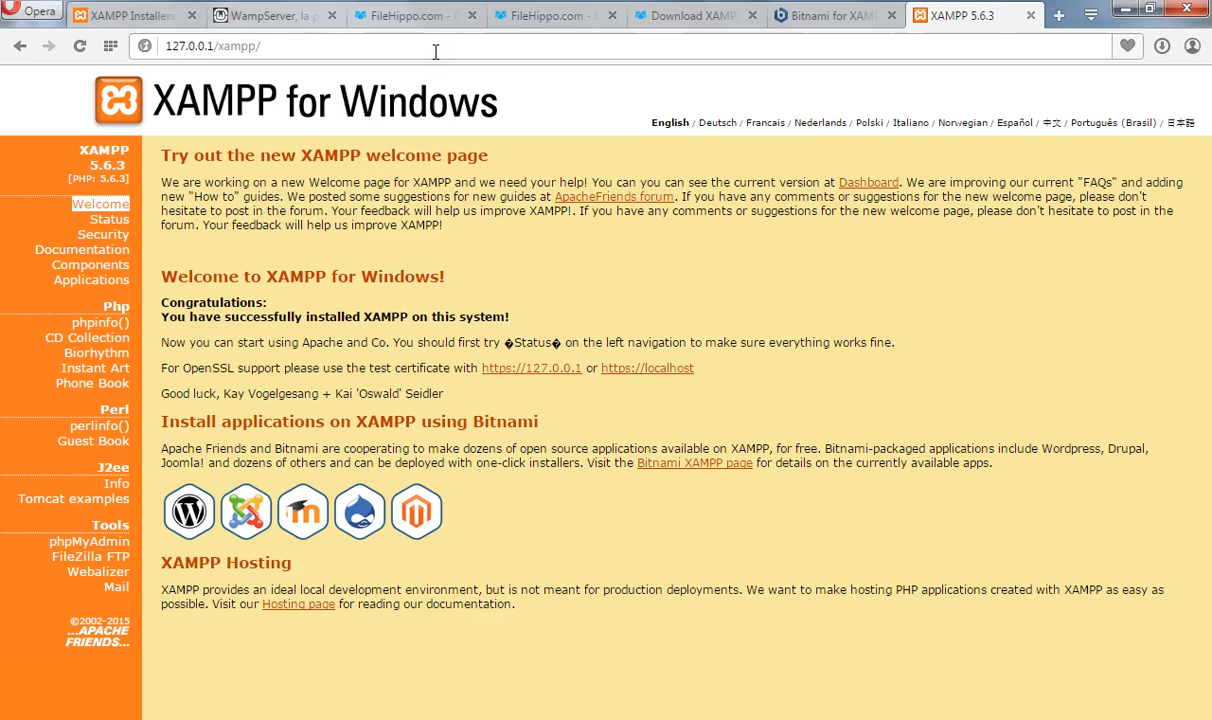 Opera
XAMPP Installers
WampServer, la p
FileHippo.com -
FileHippo.com -
Download XAMPP
Bitnami for XAMP
XAMPP 5.6.3
127.0.0.1/xampp/
XAMPP for Windows
English / Deutsch / Francais / Nederlands / Polski / Italiano / Norwegian / Español / 中文 / Português (Brasil) / 日本語
XAMPP
5.6.3
[PHP: 5.6.3]
Welcome
Status
Security
Documentation
Components
Applications
Php
phpinfo()
CD Collection
Biorhythm
Instant Art
Phone Book
Perl
perlinfo()
Guest Book
J2ee
Info
Tomcat examples
Tools
phpMyAdmin
FileZilla FTP
Webalizer
Mail
©2002-2015
...APACHE
FRIENDS...
Try out the new XAMPP welcome page
We are working on a new Welcome page for XAMPP and we need your help! You can you can see the current version at Dashboard. We are improving our current "FAQs" and adding
new "How to" guides. We posted some suggestions for new guides at ApacheFriends forum. If you have any comments or suggestions for the new welcome page, please don't
hesitate to post in the forum. Your feedback will help us improve XAMPP!. If you have any comments or suggestions for the new welcome page, please don't hesitate to post in the
forum. Your feedback will help us improve XAMPP!
Welcome to XAMPP for Windows!
Congratulations:
You have successfully installed XAMPP on this system!
Now you can start using Apache and Co. You should first try �Status� on the left navigation to make sure everything works fine.
For OpenSSL support please use the test certificate with https://127.0.0.1 or https://localhost
Good luck, Kay Vogelgesang + Kai 'Oswald' Seidler
Install applications on XAMPP using Bitnami
Apache Friends and Bitnami are cooperating to make dozens of open source applications available on XAMPP, for free. Bitnami-packaged applications include Wordpress, Drupal,
Joomla! and dozens of others and can be deployed with one-click installers. Visit the Bitnami XAMPP page for details on the currently available apps.
XAMPP Hosting
XAMPP provides an ideal local development environment, but is not meant for production deployments. We want to make hosting PHP applications created with XAMPP as easy as
possible. Visit our Hosting page for reading our documentation.